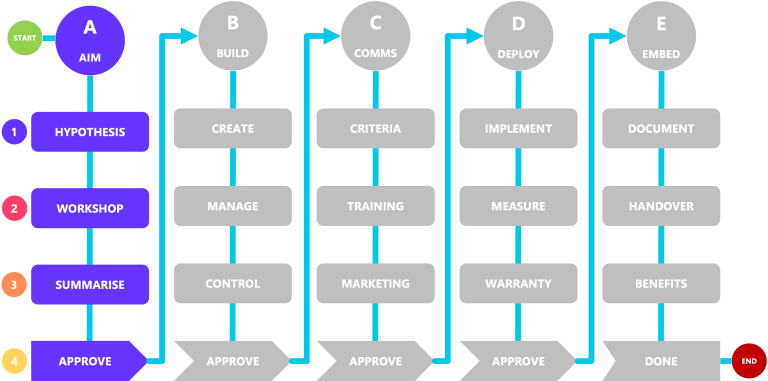 START
A
AIM
B
BUILD
C
COMMS
D
DEPLOY
E
EMBED
1
HYPOTHESIS
CREATE
CRITERIA
IMPLEMENT
DOCUMENT
2
WORKSHOP
MANAGE
TRAINING
MEASURE
HANDOVER
3
SUMMARISE
CONTROL
MARKETING
WARRANTY
BENEFITS
4
APPROVE
APPROVE
APPROVE
APPROVE
DONE
END